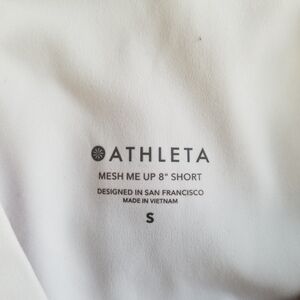 ATHLETA
MESH ME UP 8" SHORT
DESIGNED IN SAN FRANCISCO
MADE IN VIETNAM
S